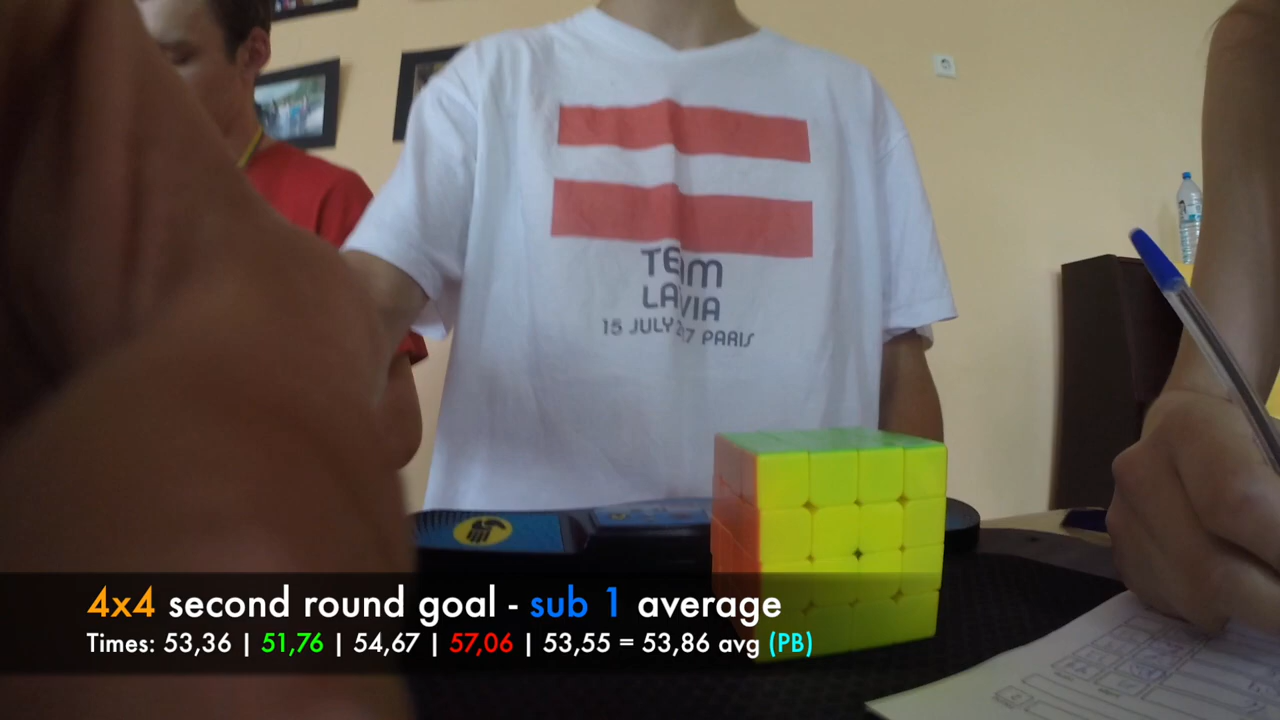 TEAM
LATVIA
15 JULY 2017 PARIS
4x4 second round goal - sub 1 average
Times: 53,36 | 51,76 | 54,67 | 57,06 | 53,55 = 53,86 avg (PB)